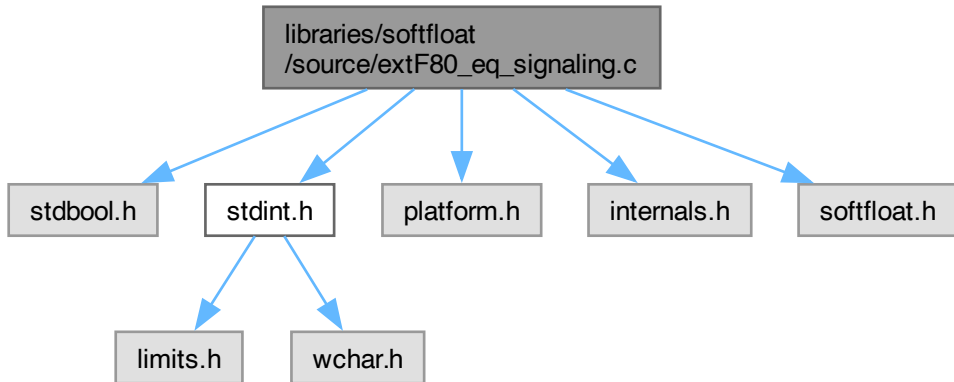 libraries/softfloat
/source/extF80_eq_signaling.c
stdbool.h
stdint.h
platform.h
internals.h
softfloat.h
limits.h
wchar.h